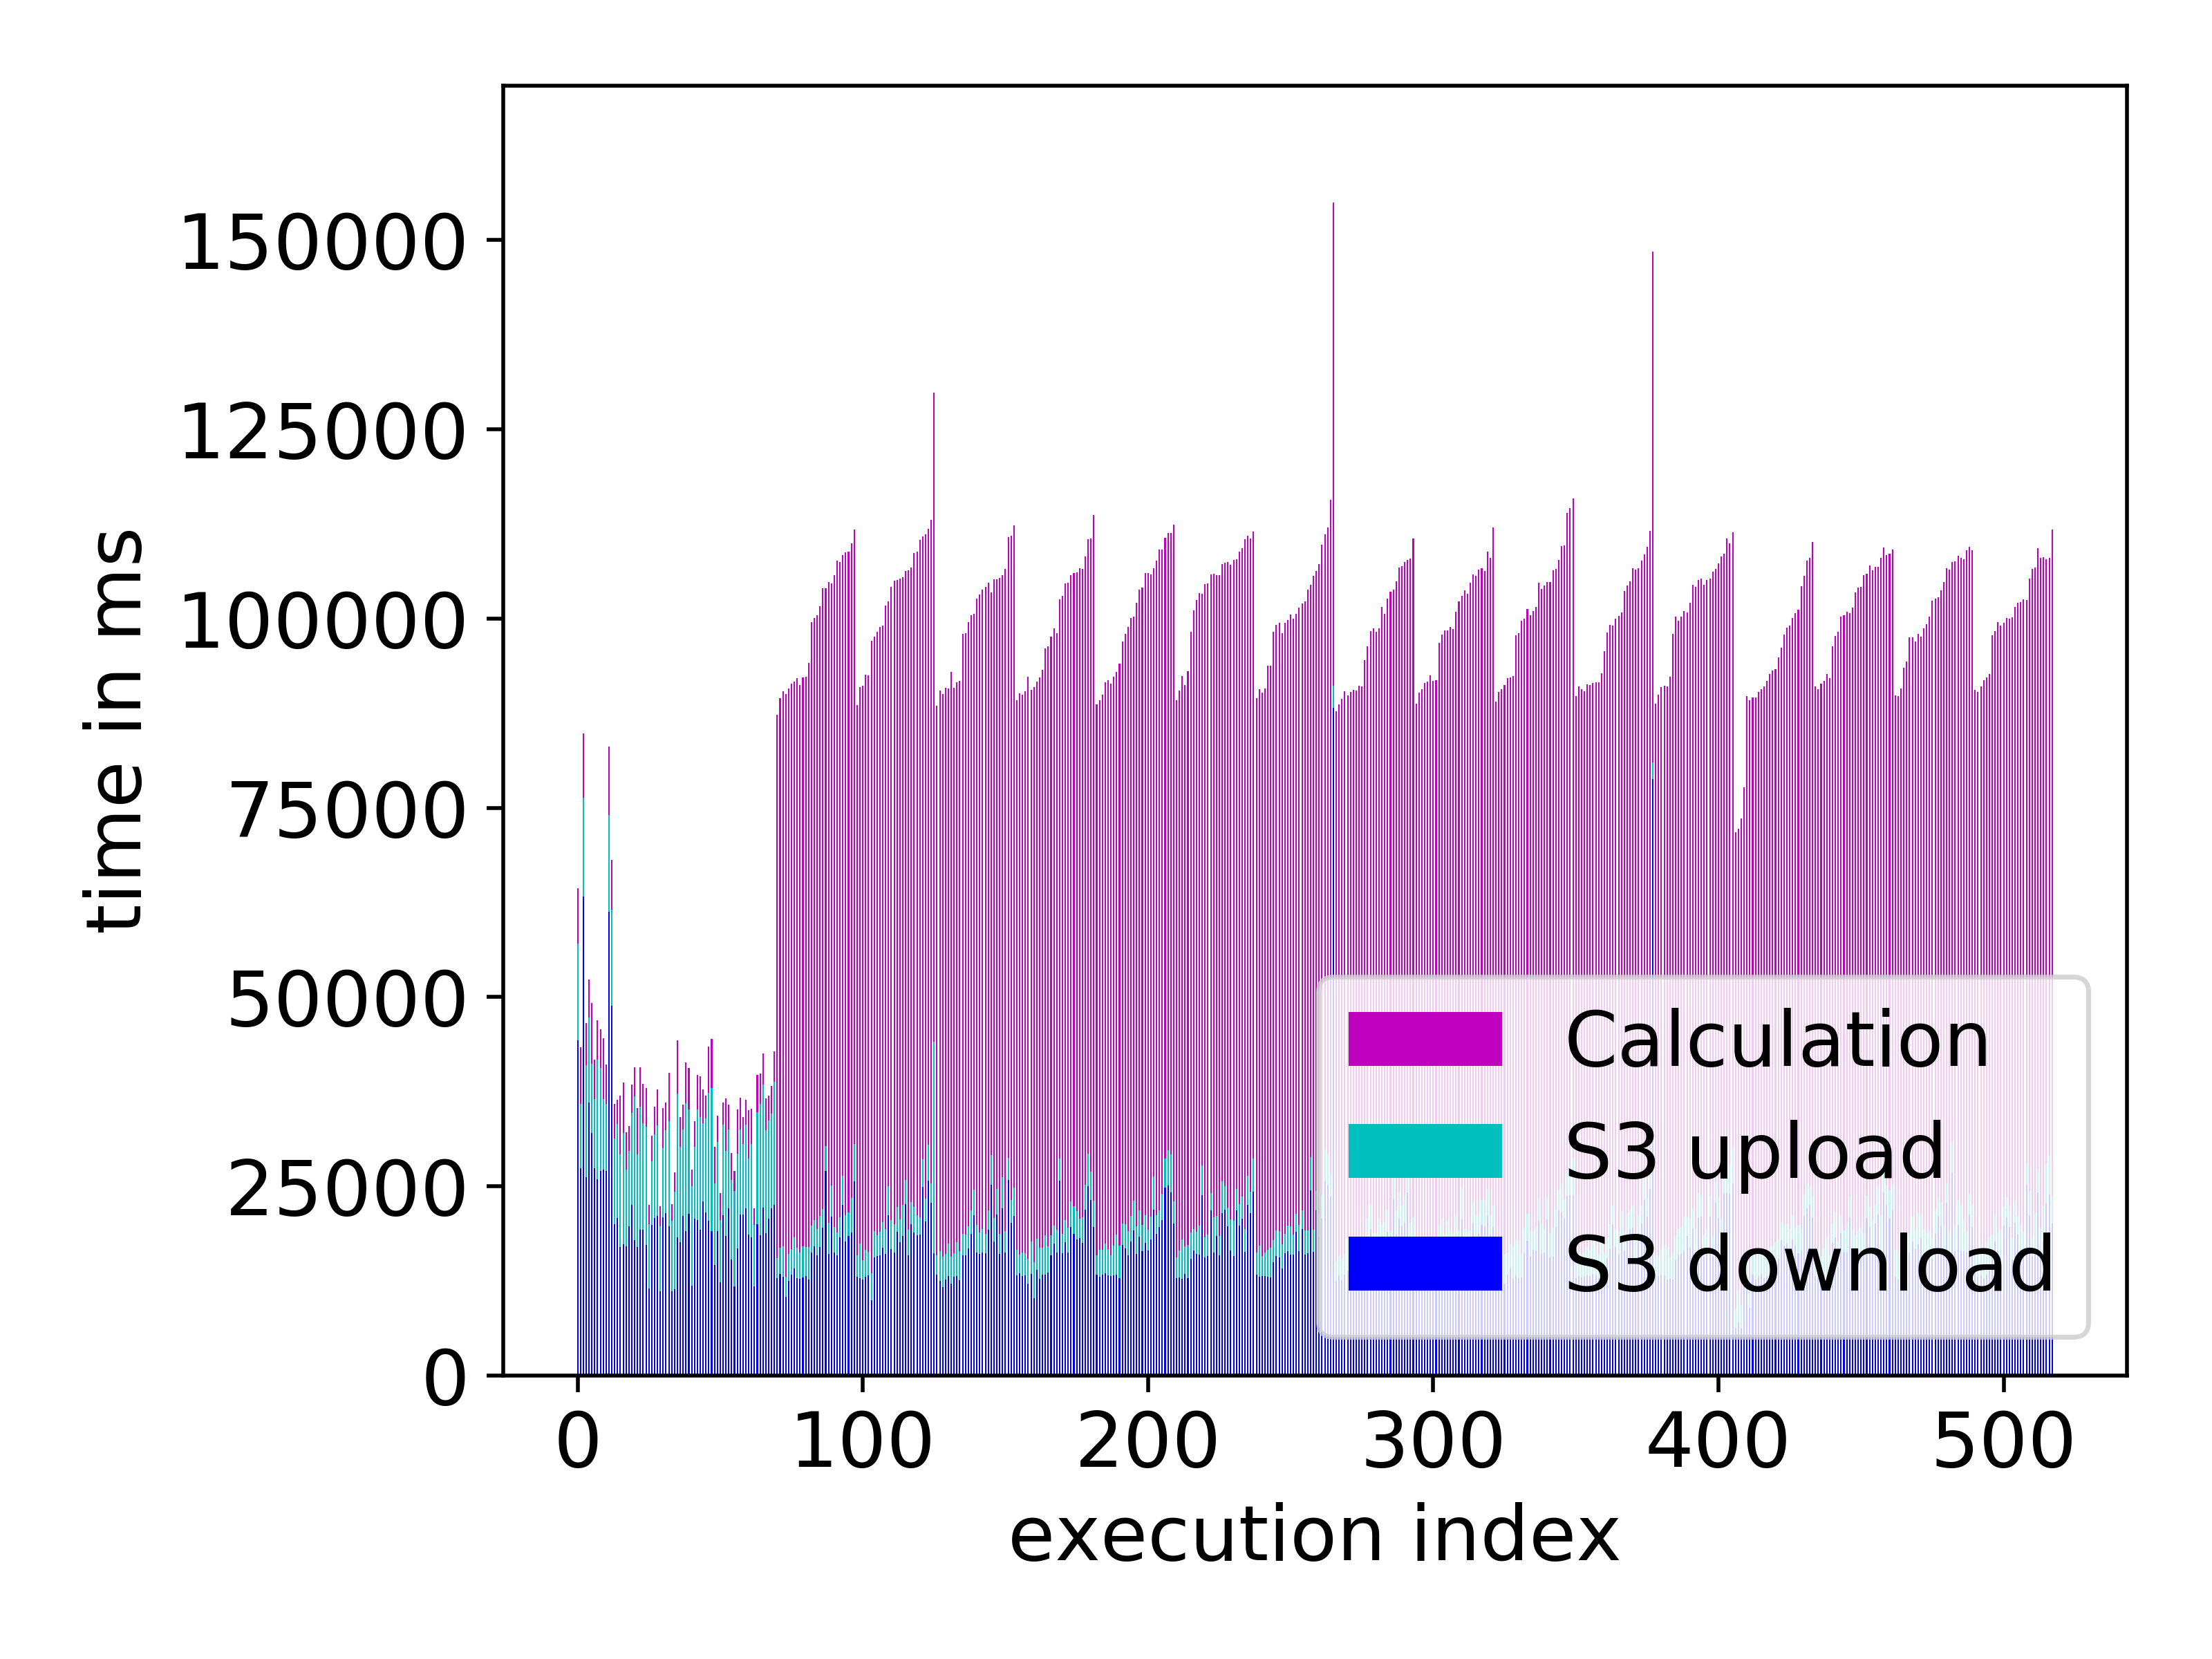 150000
125000
100000
75000
50000
25000
0
time in ms
Calculation
S3 upload
S3 download
0 100 200 300 400 500
execution index